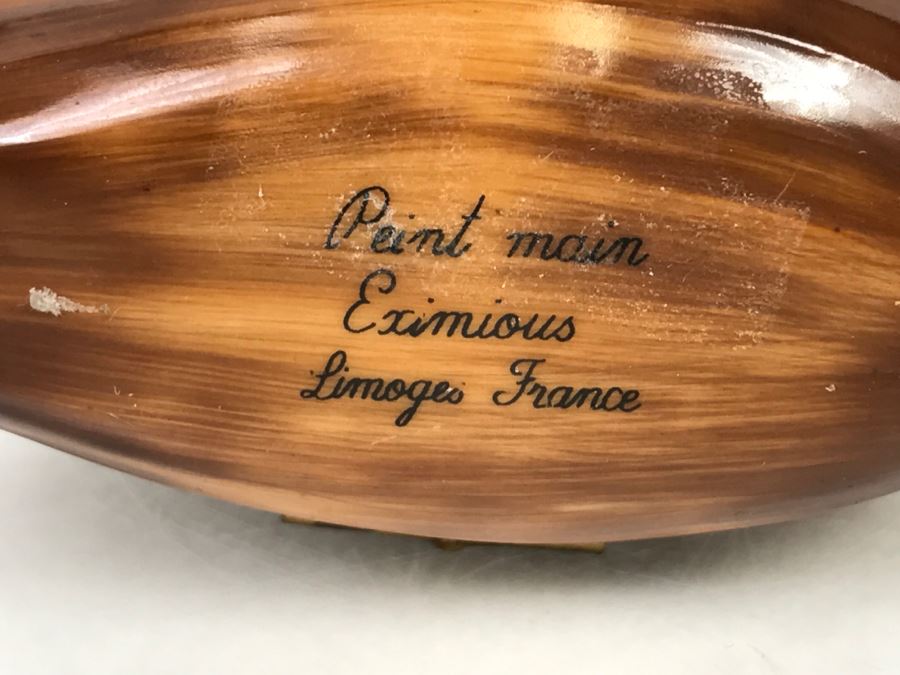 Peint main
Eximious
Limoges France